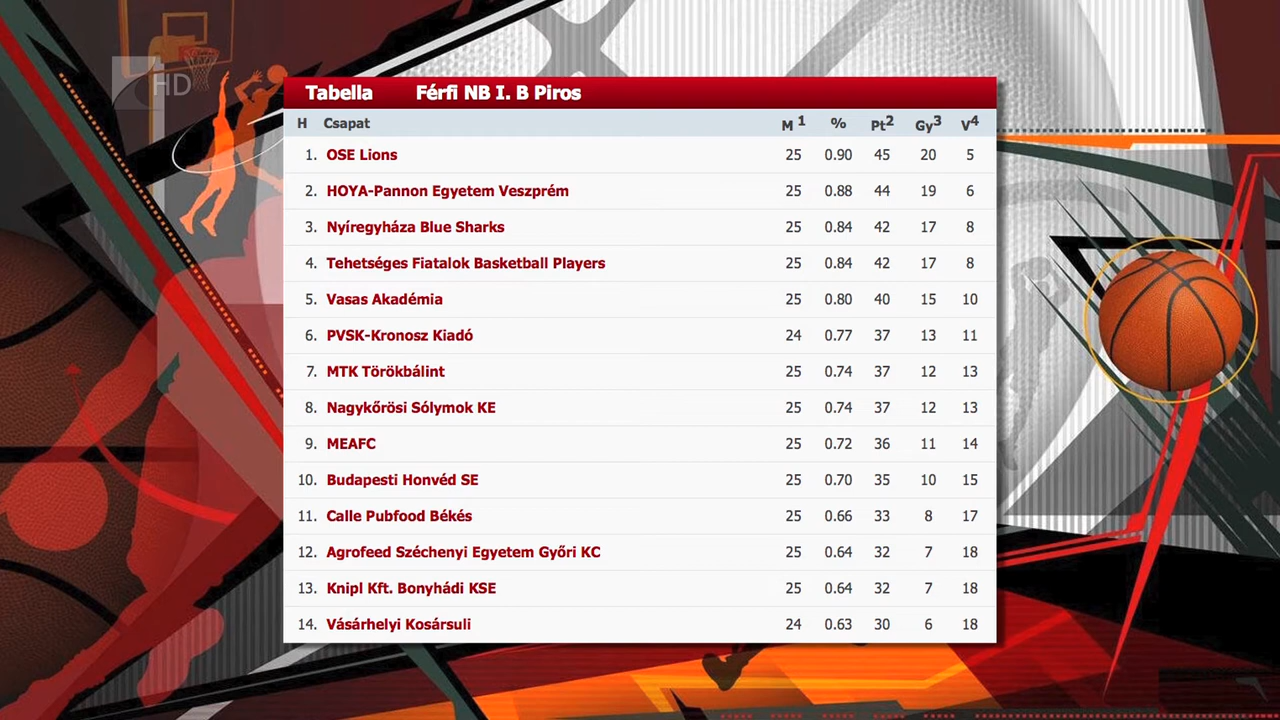 HD
Tabella Férfi NB I. B Piros
H Csapat M 1 % Pt2 Gy3 V4
1. OSE Lions 25 0.90 45 20 5
2. HOYA-Pannon Egyetem Veszprém 25 0.88 44 19 6
3. Nyíregyháza Blue Sharks 25 0.84 42 17 8
4. Tehetséges Fiatalok Basketball Players 25 0.84 42 17 8
5. Vasas Akadémia 25 0.80 40 15 10
6. PVSK-Kronosz Kiadó 24 0.77 37 13 11
7. MTK Törökbálint 25 0.74 37 12 13
8. Nagykőrösi Sólymok KE 25 0.74 37 12 13
9. MEAFC 25 0.72 36 11 14
10. Budapesti Honvéd SE 25 0.70 35 10 15
11. Calle Pubfood Békés 25 0.66 33 8 17
12. Agrofeed Széchenyi Egyetem Győri KC 25 0.64 32 7 18
13. Knipl Kft. Bonyhádi KSE 25 0.64 32 7 18
14. Vásárhelyi Kosársuli 24 0.63 30 6 18